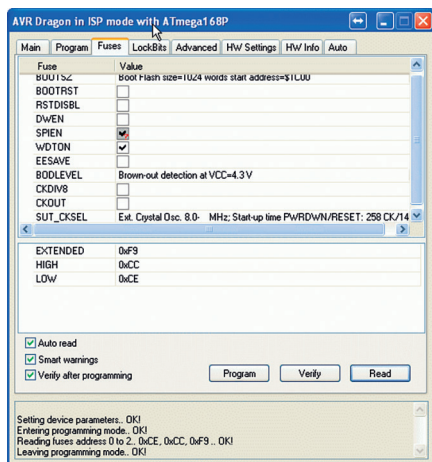 AVR Dragon in ISP mode with ATmega168P
Main Program Fuses LockBits Advanced HW Settings HW Info Auto
Fuse Value
BOOTSZ Boot Flash size=1024 words start address=$1C00
BOOTRST
RSTDISBL
DWEN
SPIEN
WDTON
EESAVE
BODLEVEL Brown-out detection at VCC=4.3 V
CKDIV8
CKOUT
SUT_CKSEL Ext. Crystal Osc. 8.0- MHz; Start-up time PWRDWN/RESET: 258 CK/14
EXTENDED 0xF9
HIGH 0xCC
LOW 0xCE
Auto read
Smart warnings
Verify after programming
Program Verify Read
Setting device parameters.. OK!
Entering programming mode.. OK!
Reading fuses address 0 to 2.. 0xCE, 0xCC, 0xF9 .. OK!
Leaving programming mode.. OK!